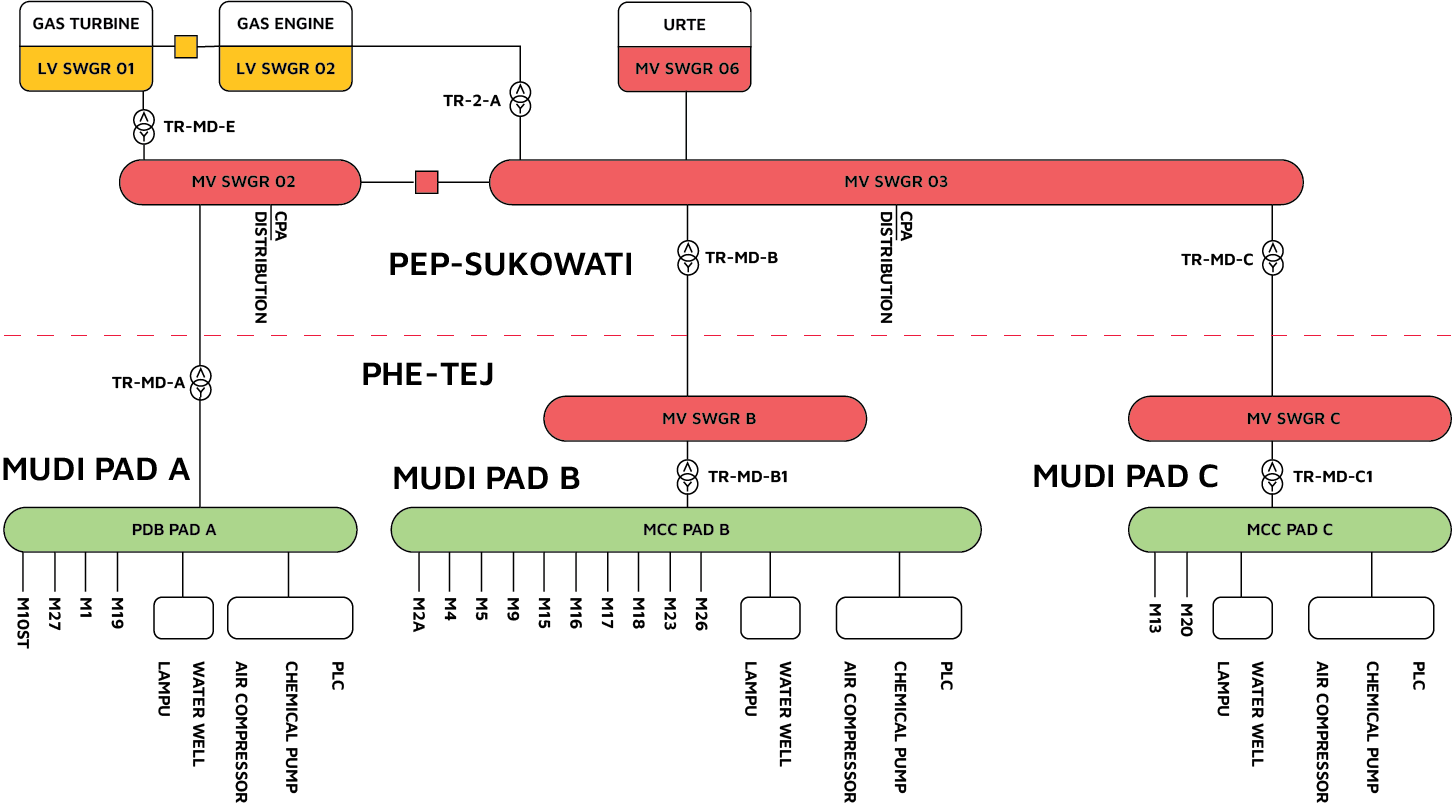 GAS TURBINE
GAS ENGINE
URTE
LV SWGR 01
LV SWGR 02
MV SWGR 06
TR-2-A
TR-MD-E
MV SWGR 02
MV SWGR 03
CPA
DISTRIBUTION
CPA
DISTRIBUTION
PEP-SUKOWATI
TR-MD-B
TR-MD-C
PHE-TEJ
TR-MD-A
MV SWGR B
MV SWGR C
MUDI PAD A
MUDI PAD B
MUDI PAD C
TR-MD-B1
TR-MD-C1
PDB PAD A
MCC PAD B
MCC PAD C
M10ST
M27
M1
M19
M2A
M4
M5
M9
M15
M16
M17
M18
M23
M26
M13
M20
LAMPU
WATER WELL
AIR COMPRESSOR
CHEMICAL PUMP
PLC
LAMPU
WATER WELL
AIR COMPRESSOR
CHEMICAL PUMP
PLC
LAMPU
WATER WELL
AIR COMPRESSOR
CHEMICAL PUMP
PLC